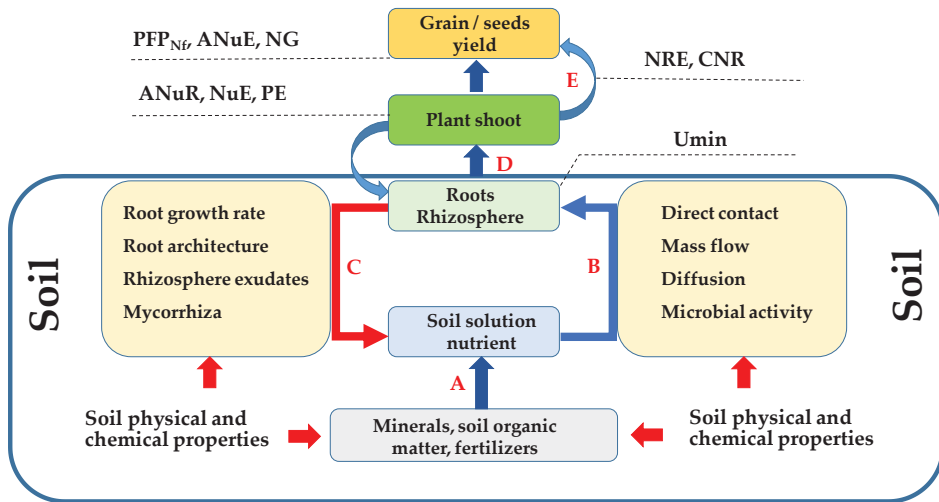 Grain / seeds
yield
PFPNf, ANuE, NG
NRE, CNR
E
ANuR, NuE, PE
Plant shoot
Umin
D
Roots
Rhizosphere
Soil
Root growth rate
Root architecture
Rhizosphere exudates
Mycorrhiza
C
B
Direct contact
Mass flow
Diffusion
Microbial activity
Soil
Soil solution
nutrient
A
Soil physical and
chemical properties
Minerals, soil organic
matter, fertilizers
Soil physical and
chemical properties